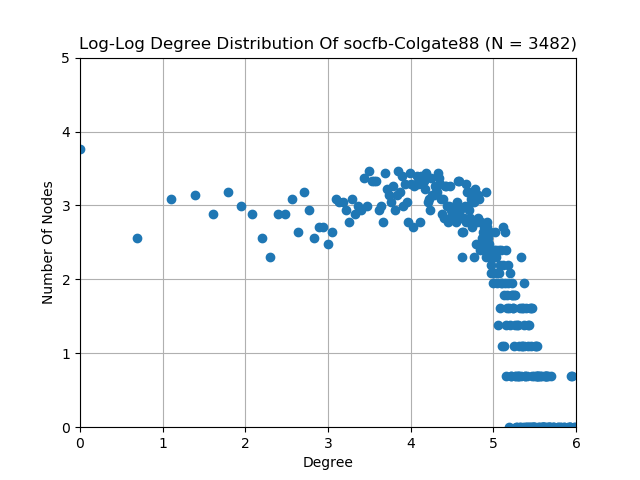 Log-Log Degree Distribution Of socfb-Colgate88 (N = 3482)
5
4
3
2
1
0
Number Of Nodes
0 1 2 3 4 5 6
Degree